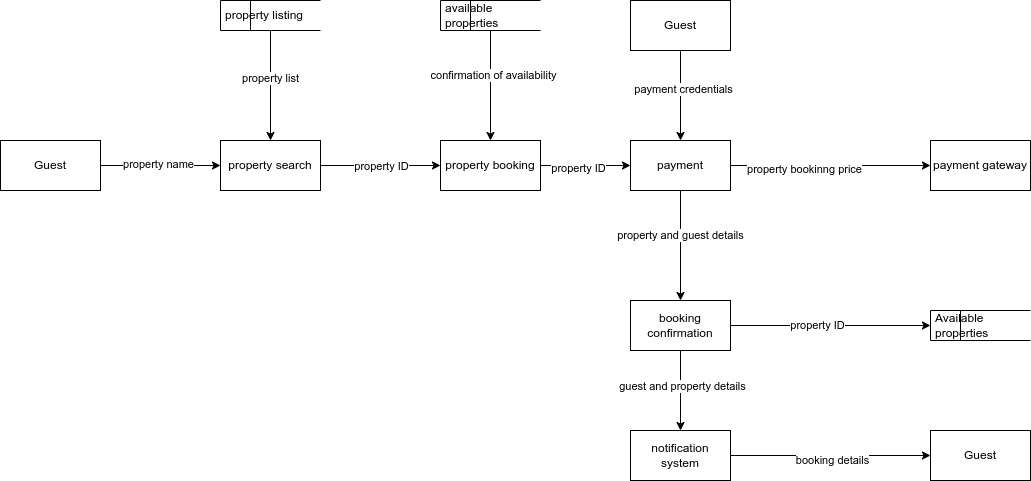 property listing
available
properties
Guest
property list
confirmation of availability
payment credentials
Guest
property name
property search
property ID
property booking
property ID
payment
property bookinng price
payment gateway
property and guest details
booking
confirmation
property ID
Available
properties
guest and property details
notification
system
booking details
Guest